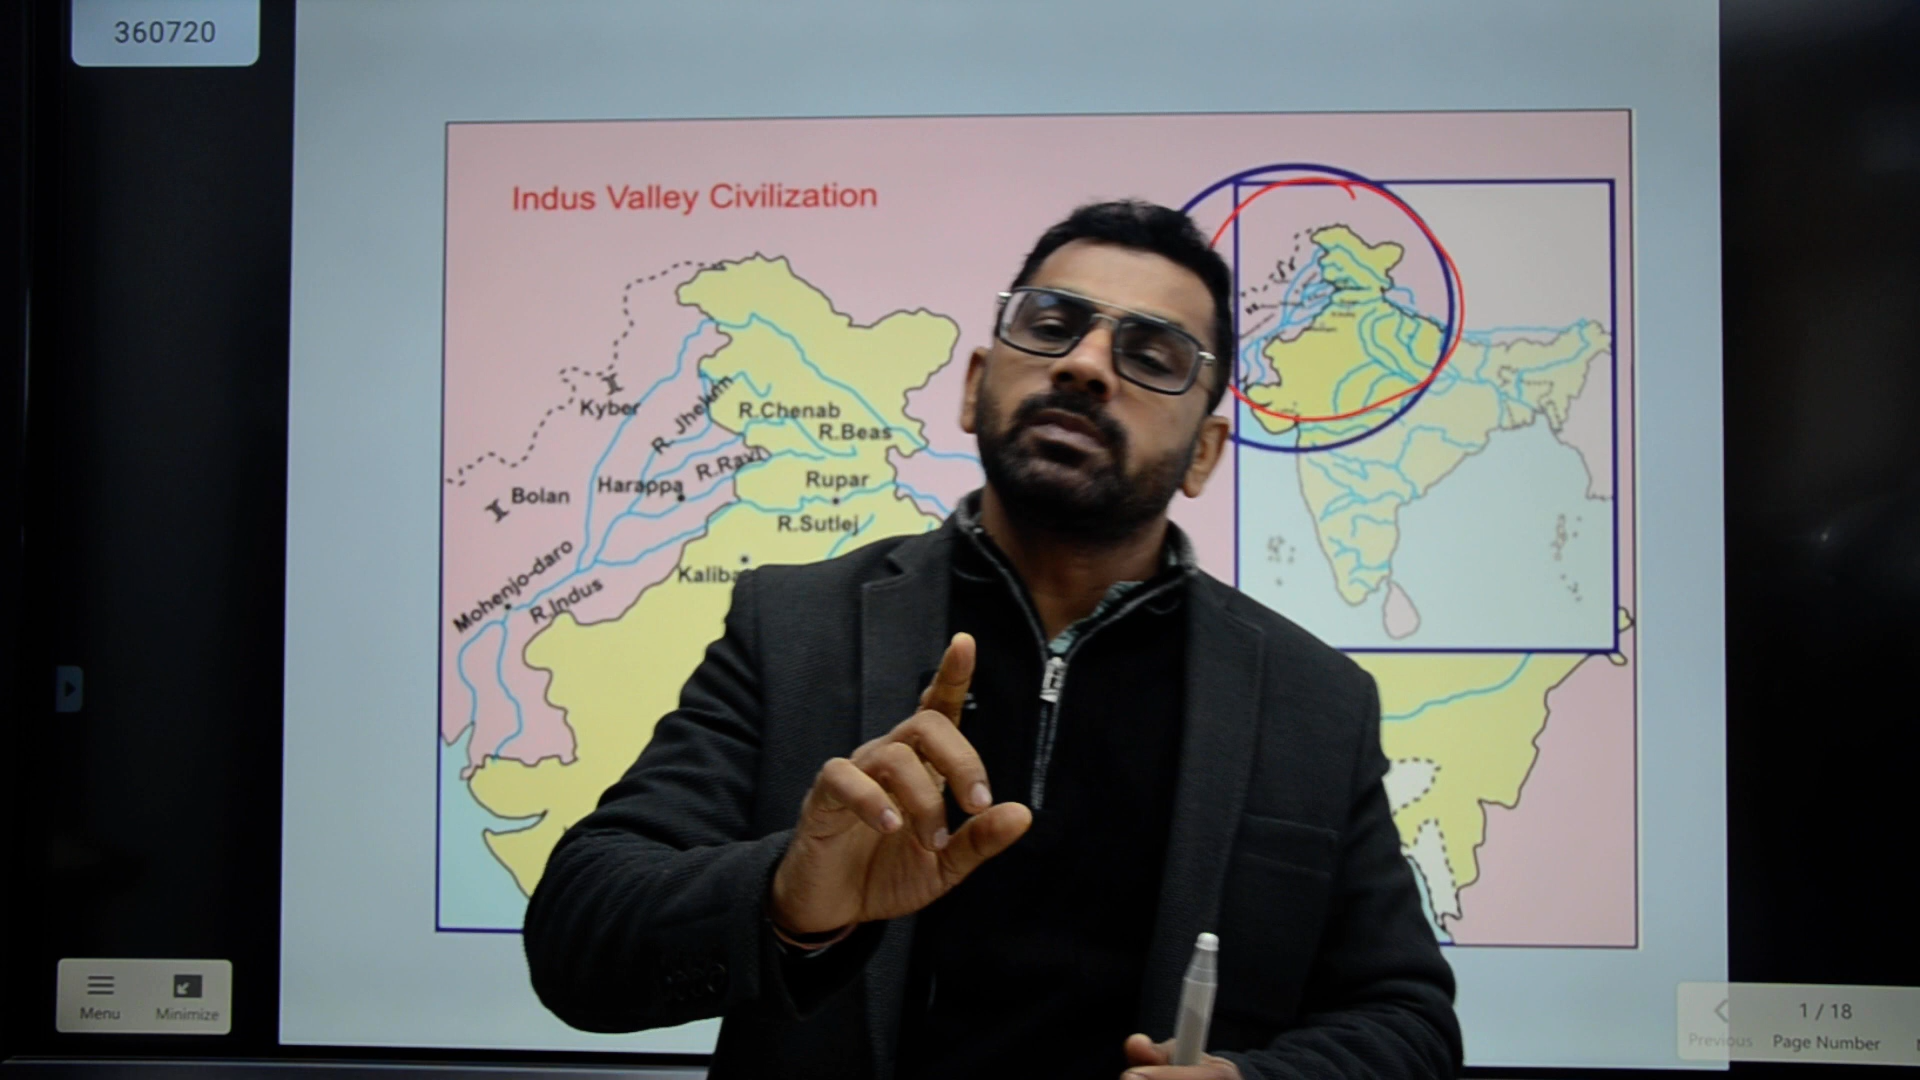 360720
Indus Valley Civilization
Kyber
R. Jhelum
R.Chenab
R.Beas
R.Ravi
Bolan
Harappa
Rupar
R.Sutlej
Mohenjo-daro
R.Indus
Kaliba
Menu
Minimize
1 / 18
Previous
Page Number